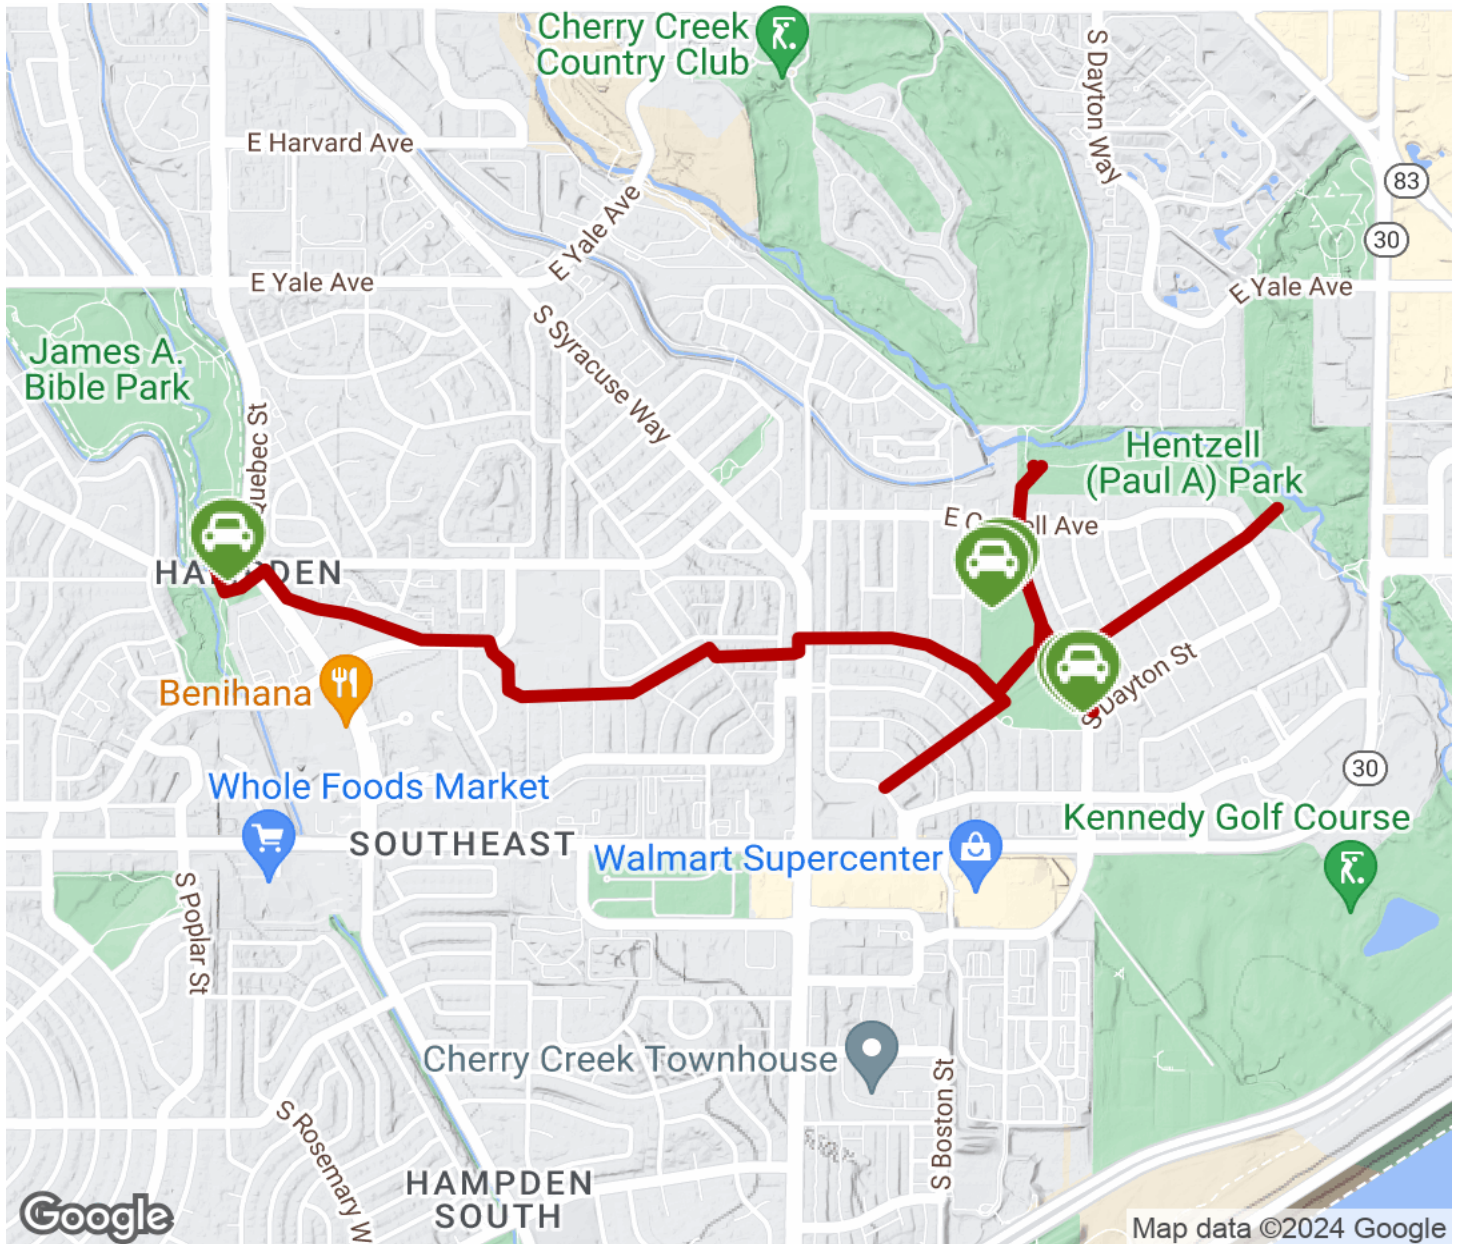 Cherry Creek
Country Club
S Dayton Way
E Harvard Ave
83
E Yale Ave
30
E Yale Ave
E Yale Ave
S Syracuse Way
James A.
Bible Park
Quebec St
Hentzell
(Paul A) Park
E C ell Ave
HA DEN
S Dayton St
Benihana
30
Whole Foods Market
Kennedy Golf Course
SOUTHEAST
Walmart Supercenter
S Poplar St
Cherry Creek Townhouse
S Boston St
S Rosemary W
HAMPDEN
SOUTH
Google
Map data ©2024 Google